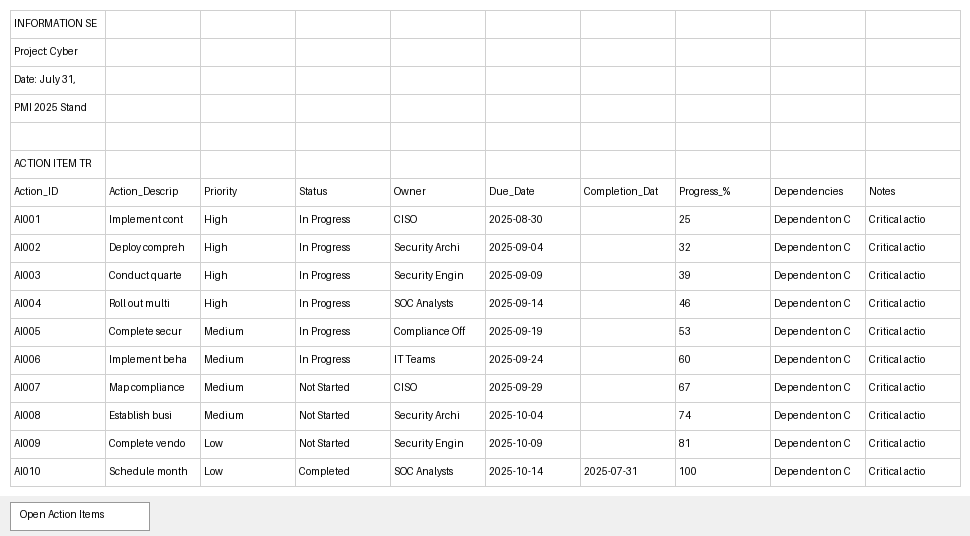 INFORMATION SE
Project: Cyber
Date: July 31,
PMI 2025 Stand
ACTION ITEM TR
Action_ID Action_Descrip Priority Status Owner Due_Date Completion_Dat Progress_% Dependencies Notes
AI001 Implement cont High In Progress CISO 2025-08-30 25 Dependent on C Critical actio
AI002 Deploy compreh High In Progress Security Archi 2025-09-04 32 Dependent on C Critical actio
AI003 Conduct quarte High In Progress Security Engin 2025-09-09 39 Dependent on C Critical actio
AI004 Roll out multi High In Progress SOC Analysts 2025-09-14 46 Dependent on C Critical actio
AI005 Complete secur Medium In Progress Compliance Off 2025-09-19 53 Dependent on C Critical actio
AI006 Implement beha Medium In Progress IT Teams 2025-09-24 60 Dependent on C Critical actio
AI007 Map compliance Medium Not Started CISO 2025-09-29 67 Dependent on C Critical actio
AI008 Establish busi Medium Not Started Security Archi 2025-10-04 74 Dependent on C Critical actio
AI009 Complete vendo Low Not Started Security Engin 2025-10-09 81 Dependent on C Critical actio
AI010 Schedule month Low Completed SOC Analysts 2025-10-14 2025-07-31 100 Dependent on C Critical actio
Open Action Items